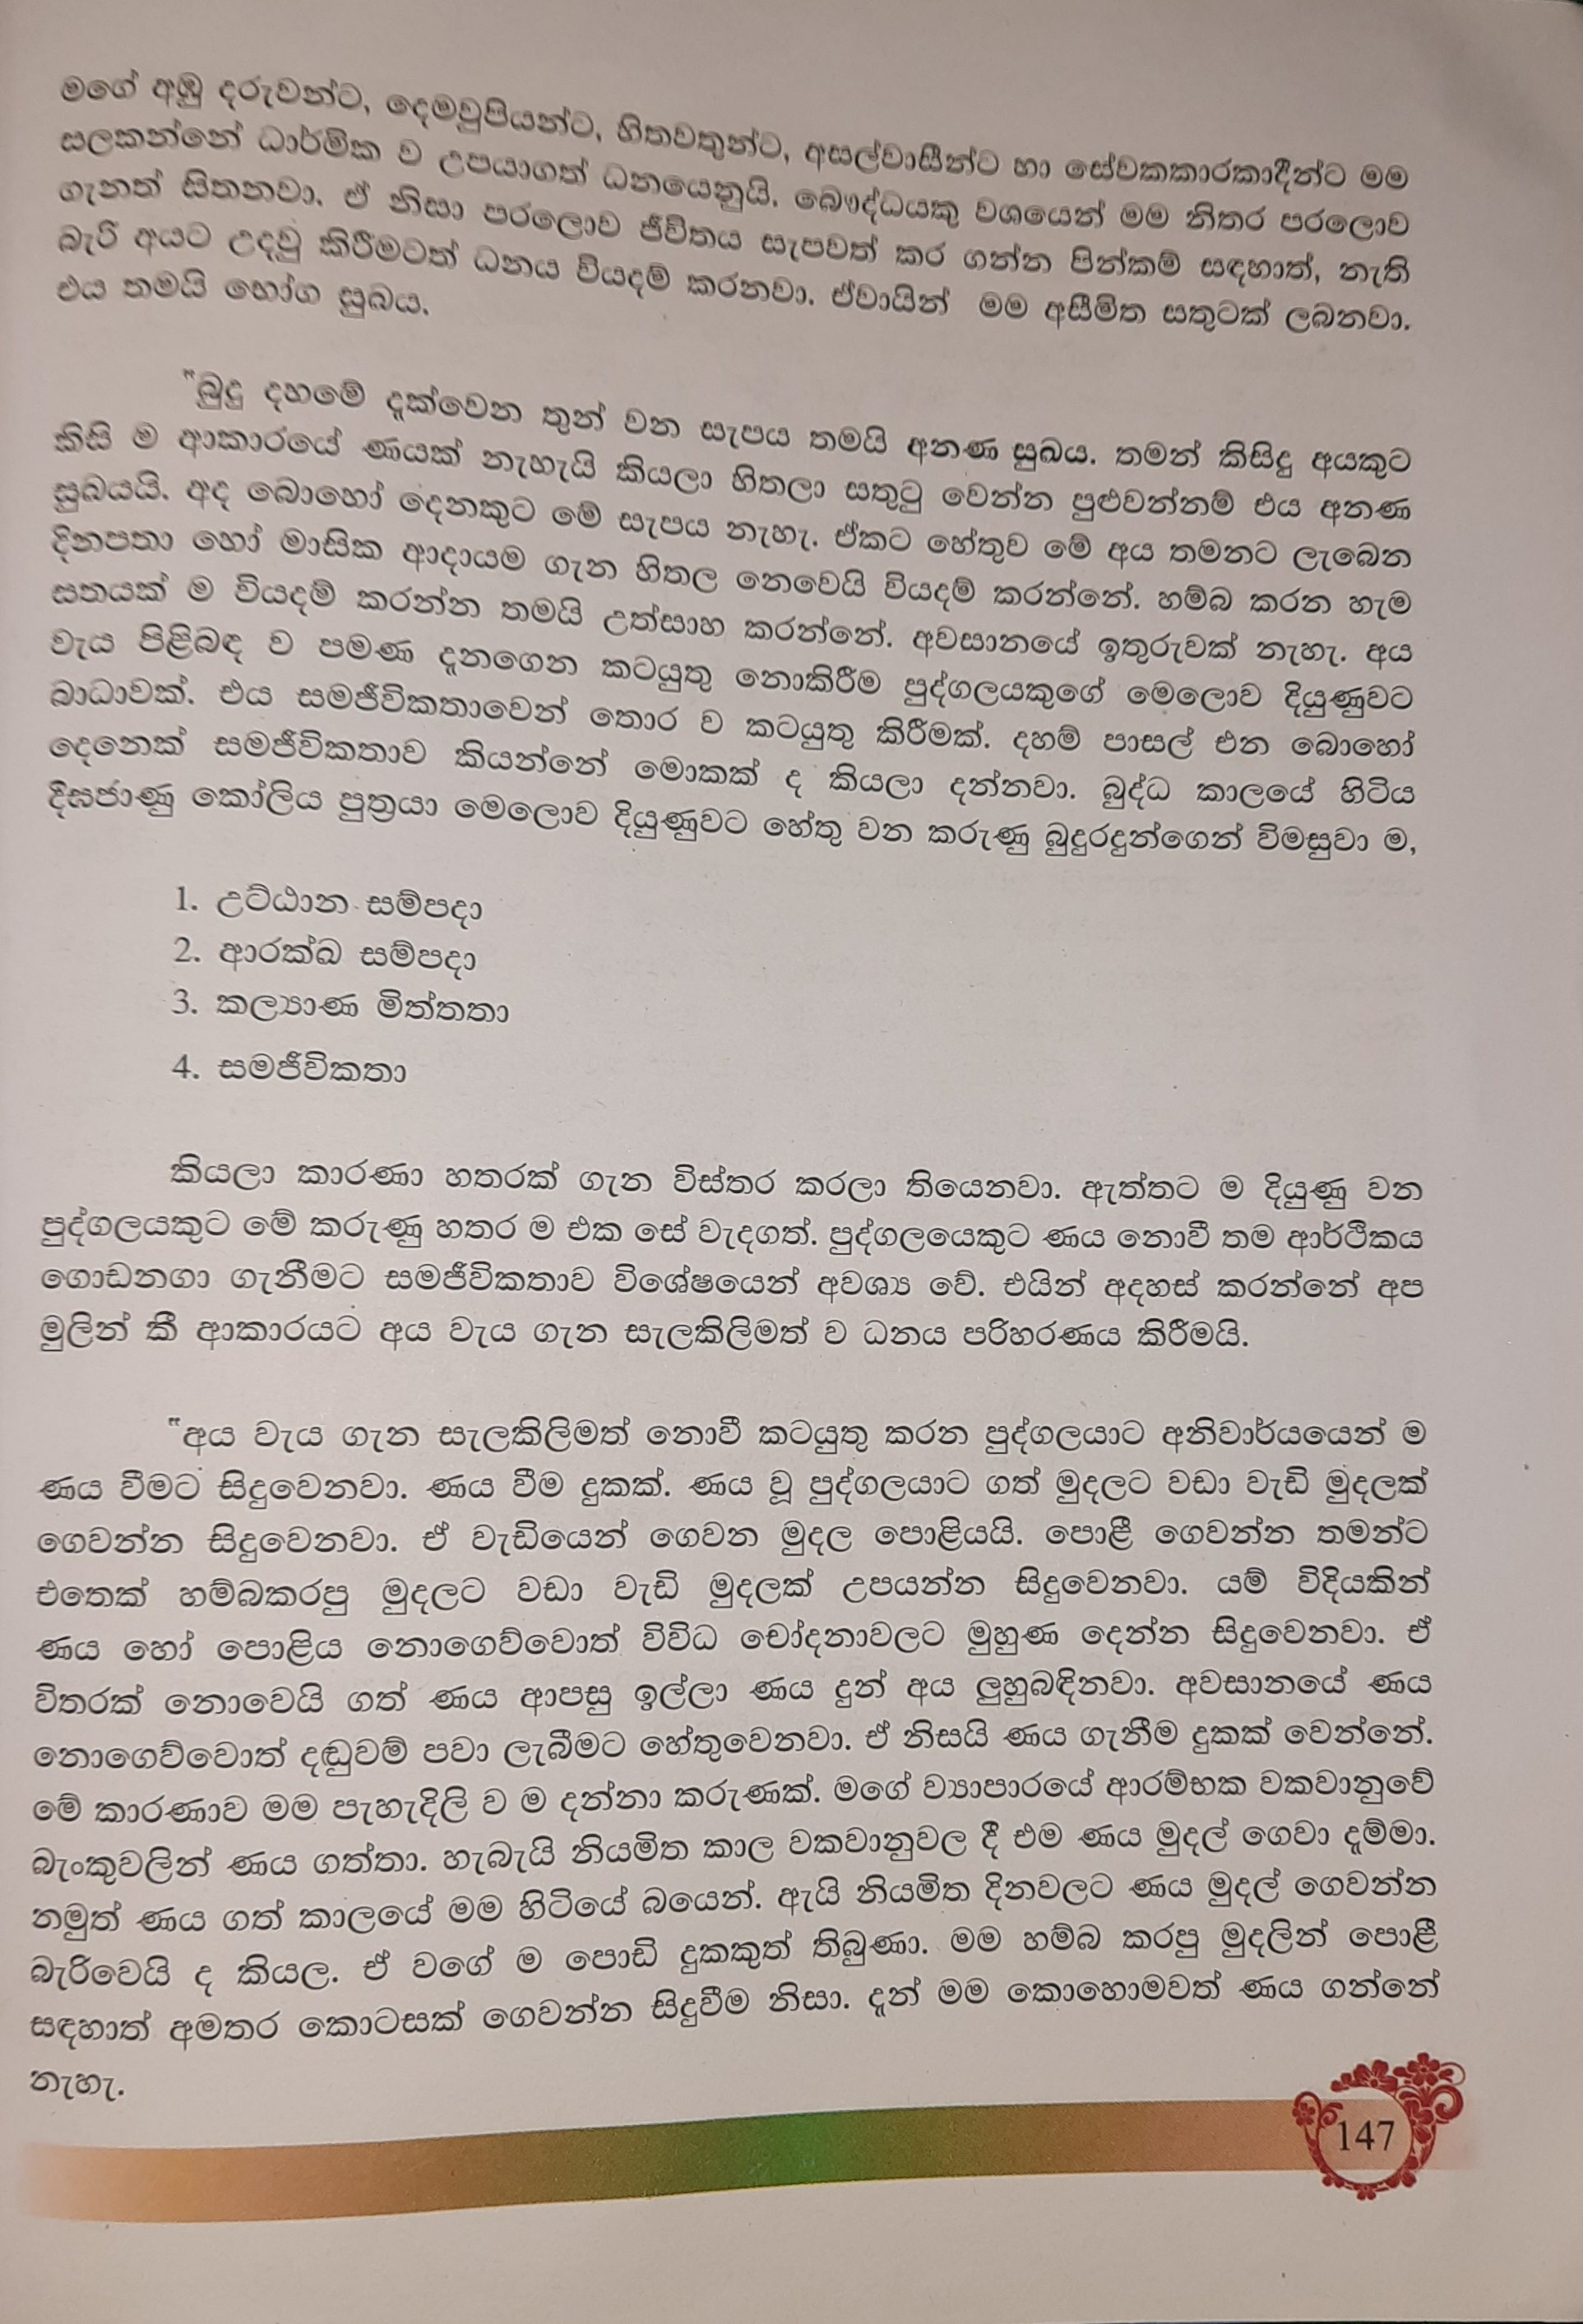 මගේ අඹු දරුවන්ට, දෙමවුපියන්ට, හිතවතුන්ට, අසල්වාසීන්ට හා සේවකකාරකාදීන්ට මම
සලකන්නේ ධාර්මික ව උපයාගත් ධනයෙනුයි. බෞද්ධයකු වශයෙන් මම නිතර පරලොව
ගැනත් සිතනවා. ඒ නිසා පරලොව ජීවිතය සැපවත් කර ගන්න පින්කම් සඳහාත්, නැති
බැරි අයට උදවු කිරීමටත් ධනය වියදම් කරනවා. ඒවායින් මම අසීමිත සතුටක් ලබනවා.
එය තමයි භෝග සුඛය.
"බුදු දහමේ දැක්වෙන තුන් වන සැපය තමයි අනණ සුඛය. තමන් කිසිදු අයකුට
කිසි ම ආකාරයේ ණයක් නැහැයි කියලා හිතලා සතුටු වෙන්න පුළුවන්නම් එය අනණ
සුඛයයි. අද බොහෝ දෙනකුට මේ සැපය නැහැ. ඒකට හේතුව මේ අය තමනට ලැබෙන
දිනපතා හෝ මාසික ආදායම ගැන හිතල නෙවෙයි වියදම් කරන්නේ. හම්බ කරන හැම
සතයක් ම වියදම් කරන්න තමයි උත්සාහ කරන්නේ. අවසානයේ ඉතුරුවක් නැහැ. අය
වැය පිළිබඳ ව පමණ දැනගෙන කටයුතු නොකිරීම පුද්ගලයකුගේ මෙලොව දියුණුවට
බාධාවක්. එය සමජීවිකතාවෙන් තොර ව කටයුතු කිරීමක්. දහම් පාසල් එන බොහෝ
දෙනෙක් සමජීවිකතාව කියන්නේ මොකක් ද කියලා දන්නවා. බුද්ධ කාලයේ හිටිය
දීඝජාණු කෝලිය පුත්‍රයා මෙලොව දියුණුවට හේතු වන කරුණු බුදුරදුන්ගෙන් විමසුවා ම,
1. උට්ඨාන සම්පදා
2. ආරක්ඛ සම්පදා
3. කල්‍යාණ මිත්තතා
4. සමජීවිකතා
කියලා කාරණා හතරක් ගැන විස්තර කරලා තියෙනවා. ඇත්තට ම දියුණු වන
පුද්ගලයකුට මේ කරුණු හතර ම එක සේ වැදගත්. පුද්ගලයෙකුට ණය නොවී තම ආර්ථිකය
ගොඩනගා ගැනීමට සමජීවිකතාව විශේෂයෙන් අවශ්‍ය වේ. එයින් අදහස් කරන්නේ අප
මුලින් කී ආකාරයට අය වැය ගැන සැලකිලිමත් ව ධනය පරිහරණය කිරීමයි.
"අය වැය ගැන සැලකිලිමත් නොවී කටයුතු කරන පුද්ගලයාට අනිවාර්යයෙන් ම
ණය වීමට සිදුවෙනවා. ණය වීම දුකක්. ණය වූ පුද්ගලයාට ගත් මුදලට වඩා වැඩි මුදලක්
ගෙවන්න සිදුවෙනවා. ඒ වැඩියෙන් ගෙවන මුදල පොළියයි. පොළී ගෙවන්න තමන්ට
එතෙක් හම්බකරපු මුදලට වඩා වැඩි මුදලක් උපයන්න සිදුවෙනවා. යම් විදියකින්
ණය හෝ පොළිය නොගෙව්වොත් විවිධ චෝදනාවලට මුහුණ දෙන්න සිදුවෙනවා. ඒ
විතරක් නොවෙයි ගත් ණය ආපසු ඉල්ලා ණය දුන් අය ලුහුබඳිනවා. අවසානයේ ණය
නොගෙව්වොත් දඬුවම් පවා ලැබීමට හේතුවෙනවා. ඒ නිසයි ණය ගැනීම දුකක් වෙන්නේ.
මේ කාරණාව මම පැහැදිලි ව ම දන්නා කරුණක්. මගේ ව්‍යාපාරයේ ආරම්භක වකවානුවේ
බැංකුවලින් ණය ගත්තා. හැබැයි නියමිත කාල වකවානුවල දී එම ණය මුදල් ගෙවා දැම්මා.
නමුත් ණය ගත් කාලයේ මම හිටියේ බයෙන්. ඇයි නියමිත දිනවලට ණය මුදල් ගෙවන්න
බැරිවෙයි ද කියල. ඒ වගේ ම පොඩි දුකකුත් තිබුණා. මම හම්බ කරපු මුදලින් පොළී
සඳහාත් අමතර කොටසක් ගෙවන්න සිදුවීම නිසා. දැන් මම කොහොමවත් ණය ගන්නේ
නැහැ.
147